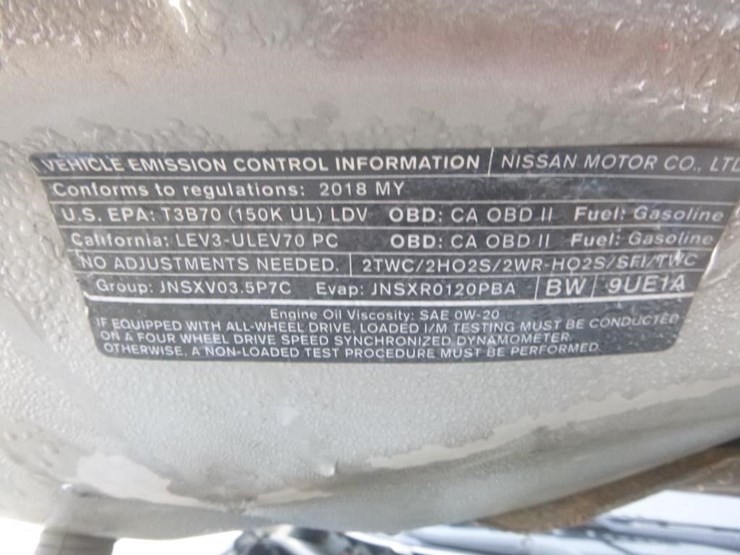 VEHICLE EMISSION CONTROL INFORMATION NISSAN MOTOR CO., LTD
Conforms to regulations: 2018 MY
U.S. EPA: T3B70 (150K UL) LDV OBD: CA OBD II Fuel: Gasoline
California: LEV3-ULEV70 PC OBD: CA OBD II Fuel: Gasoline
NO ADJUSTMENTS NEEDED. 2TWC/2HO2S/2WR-HO2S/SFI/TWC
Group: JNSXV03.5P7C Evap: JNSXR0120PBA BW 9UE1A
Engine Oil Viscosity: SAE 0W-20
IF EQUIPPED WITH ALL-WHEEL DRIVE, LOADED I/M TESTING MUST BE CONDUCTED
ON A FOUR WHEEL DRIVE SPEED SYNCHRONIZED DYNAMOMETER.
OTHERWISE, A NON-LOADED TEST PROCEDURE MUST BE PERFORMED.